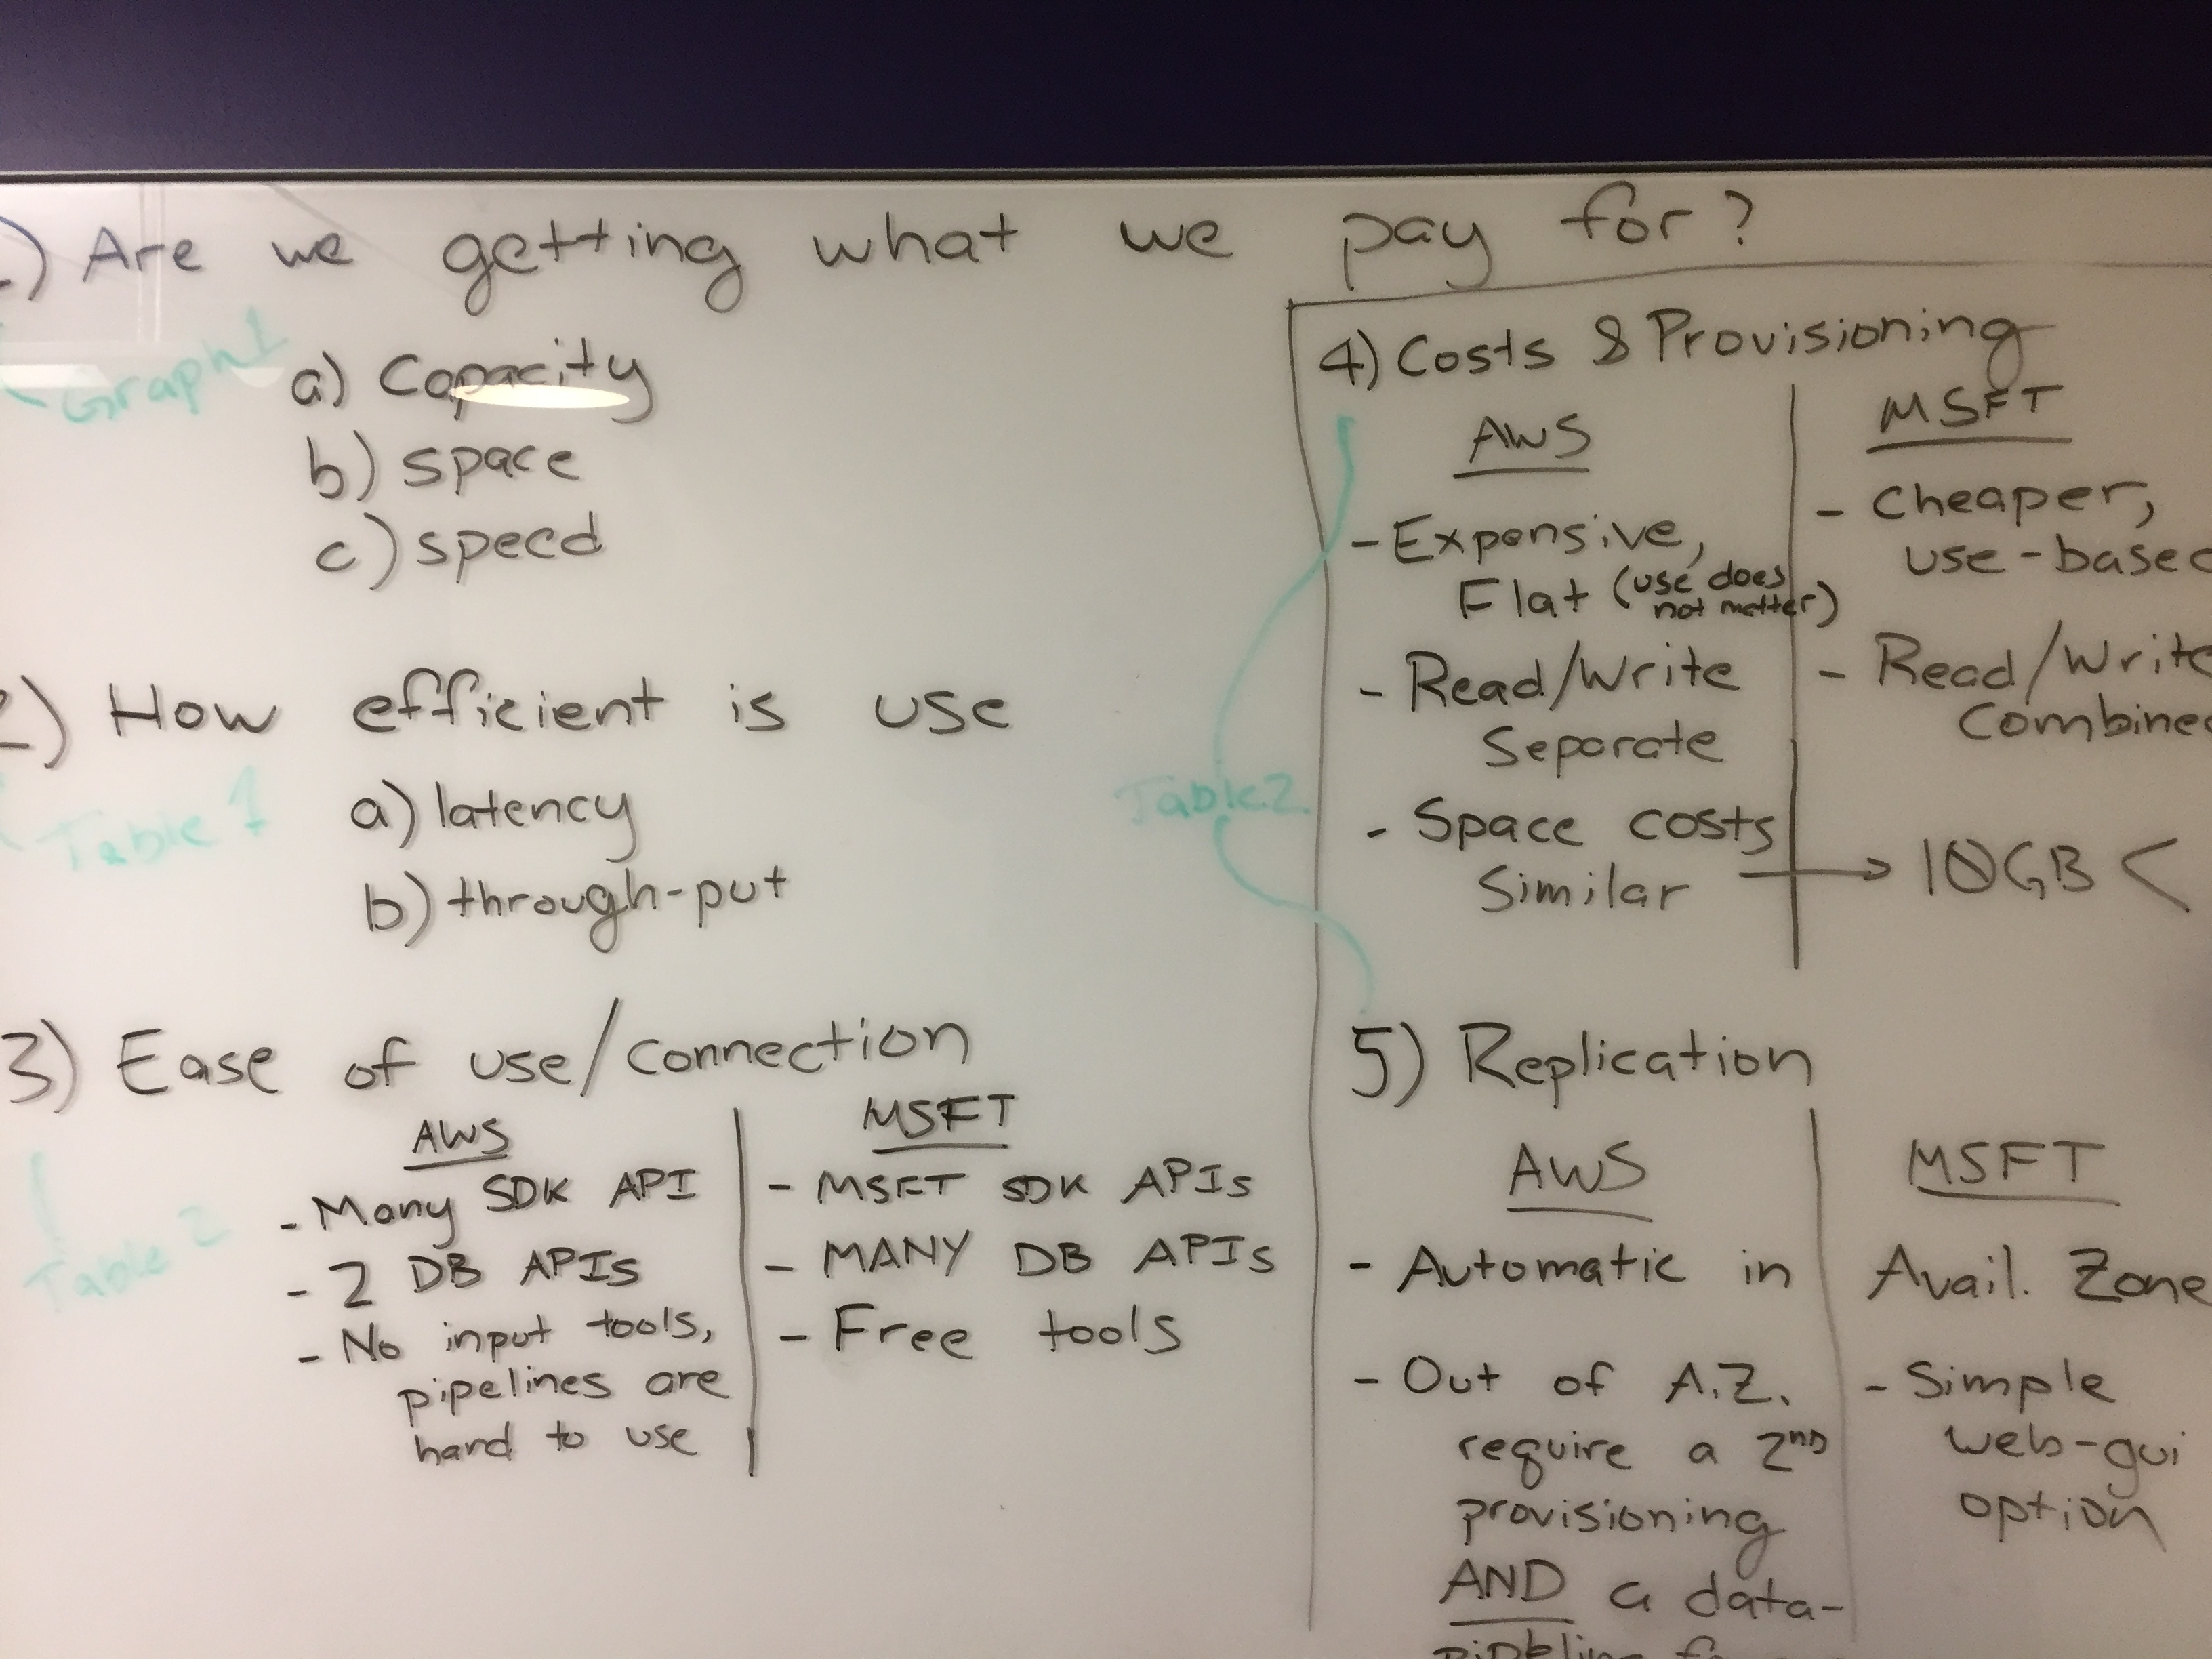 ) Are we getting what we pay for?
Graph 1
a) Capacity
b) space
c) speed
2) How efficient is use
Table 1
a) latency
b) through-put
3) Ease of use/connection
Table 2
AWS
- Many SDK API
- 2 DB APIs
- No input tools,
pipelines are
hard to use
MSFT
- MSFT SDK APIs
- MANY DB APIs
- Free tools
Table 2
4) Costs & Provisioning
AWS
- Expensive,
Flat (use does
not matter)
- Read/Write
Separate
- Space costs
Similar
MSFT
- Cheaper,
use-based
- Read/Write
Combined
→ 10GB <
5) Replication
AWS
MSFT
- Automatic in Avail. Zone
- Out of A.Z.
require a 2nd
provisioning
AND a data-
- Simple
web-gui
option